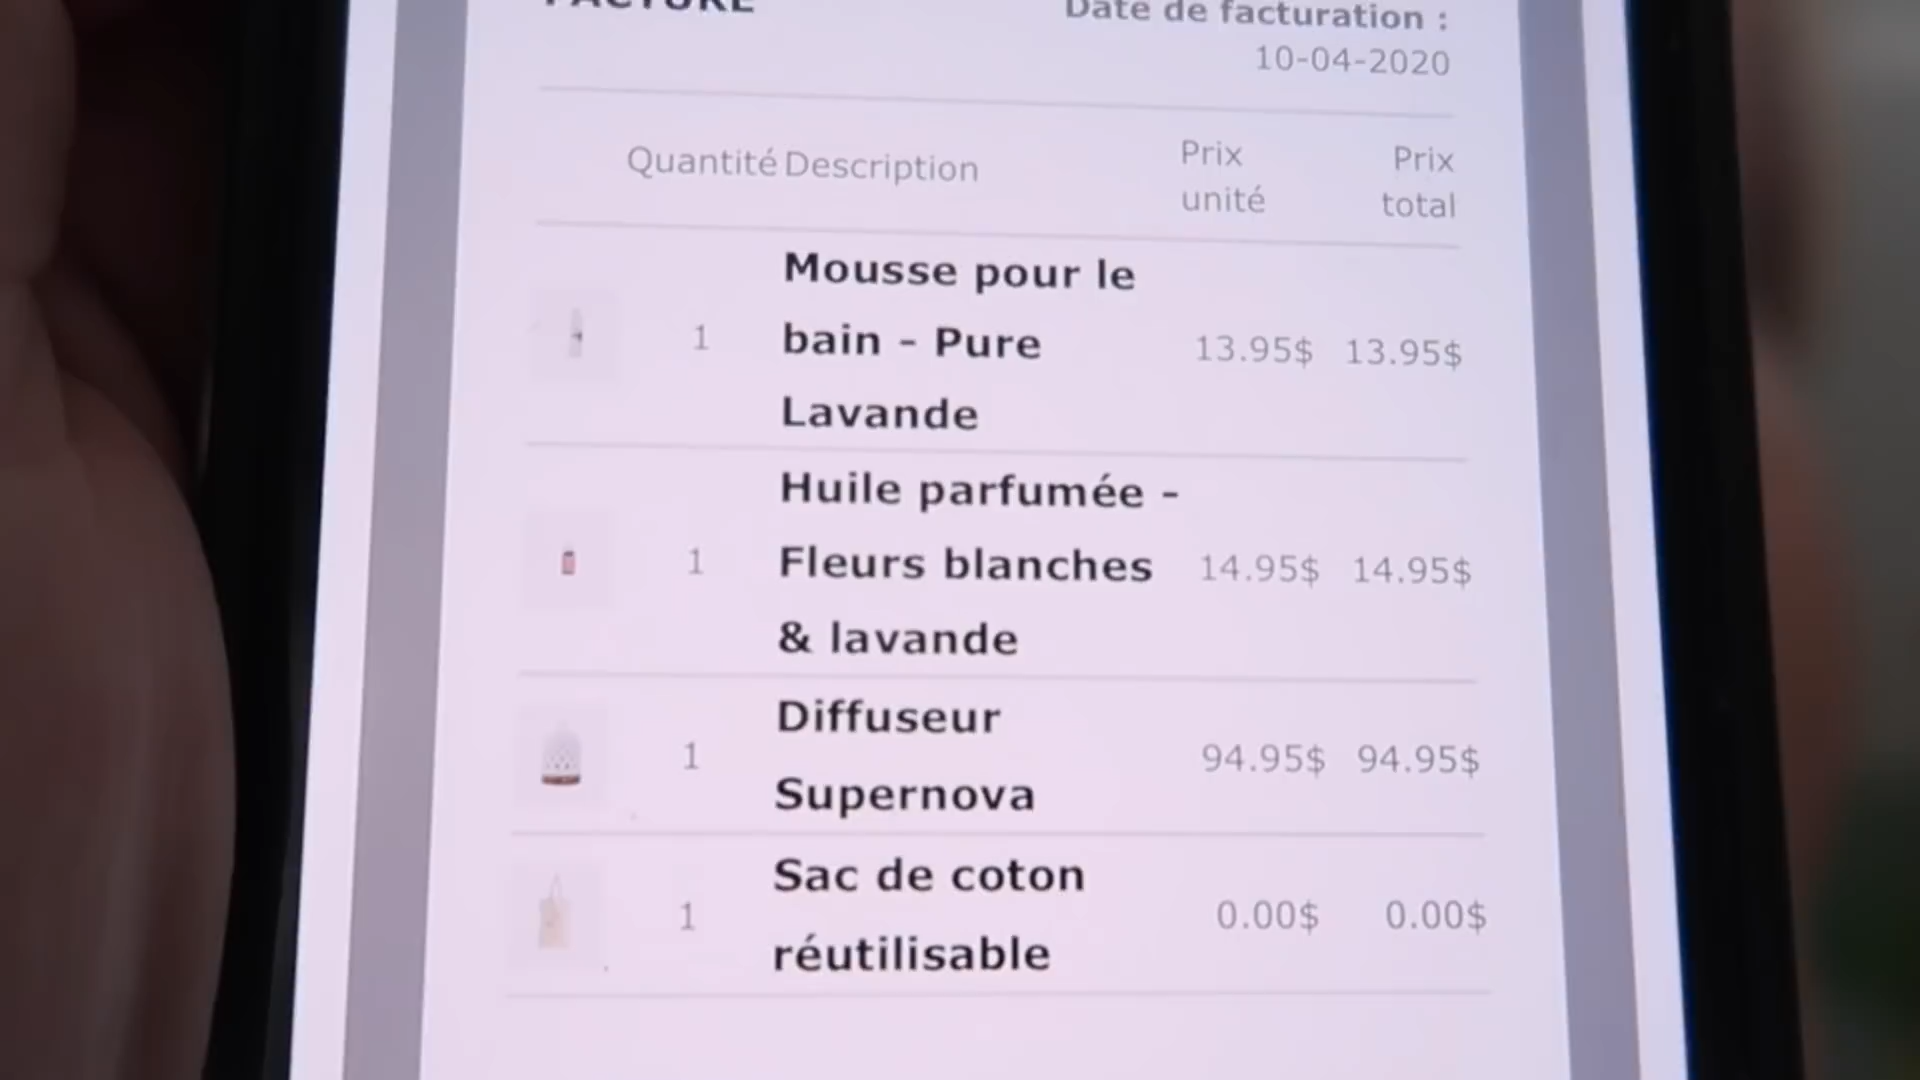 FACTURE
Date de facturation :
10-04-2020
Quantité Description Prix unité Prix total
1 Mousse pour le bain - Pure Lavande 13.95$ 13.95$
1 Huile parfumée - Fleurs blanches & lavande 14.95$ 14.95$
1 Diffuseur Supernova 94.95$ 94.95$
1 Sac de coton réutilisable 0.00$ 0.00$